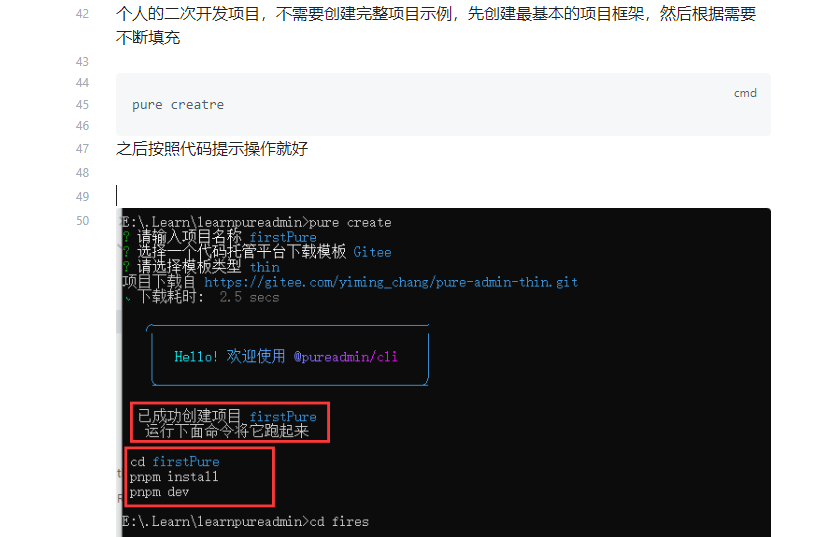 42 个人的二次开发项目，不需要创建完整项目示例，先创建最基本的项目框架，然后根据需要
不断填充
43
44
cmd
45 pure creatre
46
47 之后按照代码提示操作就好
48
49
50
E:\.Learn\learnpureadmin>pure create
? 请输入项目名称 firstPure
? 选择一个代码托管平台下载模板 Gitee
? 请选择模板类型 thin
项目下载自 https://gitee.com/yiming_chang/pure-admin-thin.git
下载耗时: 2.5 secs
Hello! 欢迎使用 @pureadmin/cli
已成功创建项目 firstPure
运行下面命令将它跑起来
cd firstPure
pnpm install
pnpm dev
E:\.Learn\learnpureadmin>cd fires